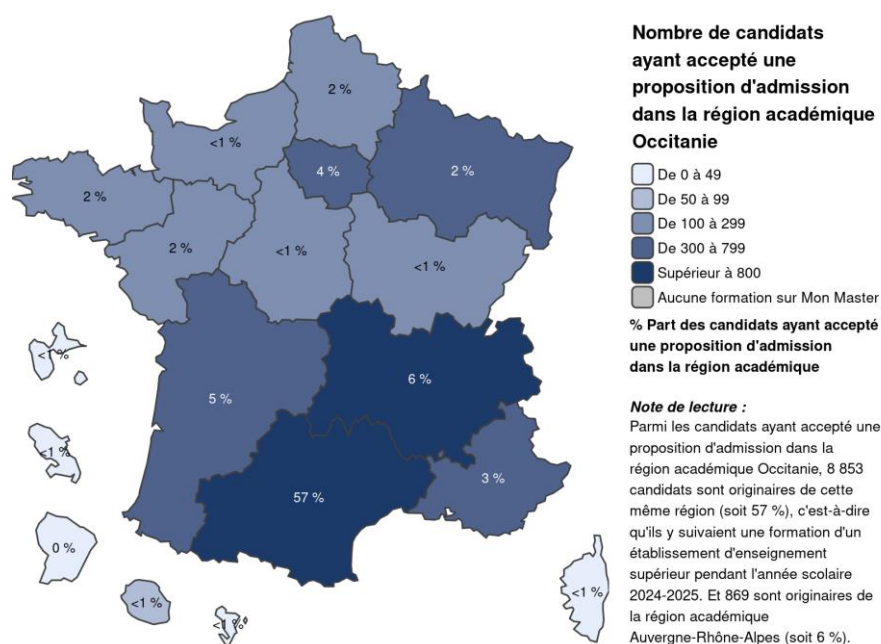 Nombre de candidats
ayant accepté une
proposition d'admission
dans la région académique
Occitanie
De 0 à 49
De 50 à 99
De 100 à 299
De 300 à 799
Supérieur à 800
Aucune formation sur Mon Master
% Part des candidats ayant accepté
une proposition d'admission
dans la région académique
Note de lecture :
Parmi les candidats ayant accepté une
proposition d'admission dans la
région académique Occitanie, 8 853
candidats sont originaires de cette
même région (soit 57 %), c'est-à-dire
qu'ils y suivaient une formation d'un
établissement d'enseignement
supérieur pendant l'année scolaire
2024-2025. Et 869 sont originaires de
la région académique
Auvergne-Rhône-Alpes (soit 6 %).
2 %
<1 %
4 %
2 %
2 %
2 %
<1 %
<1 %
<1 %
5 %
6 %
<1 %
57 %
3 %
0 %
<1 %
<1 %
<1 %